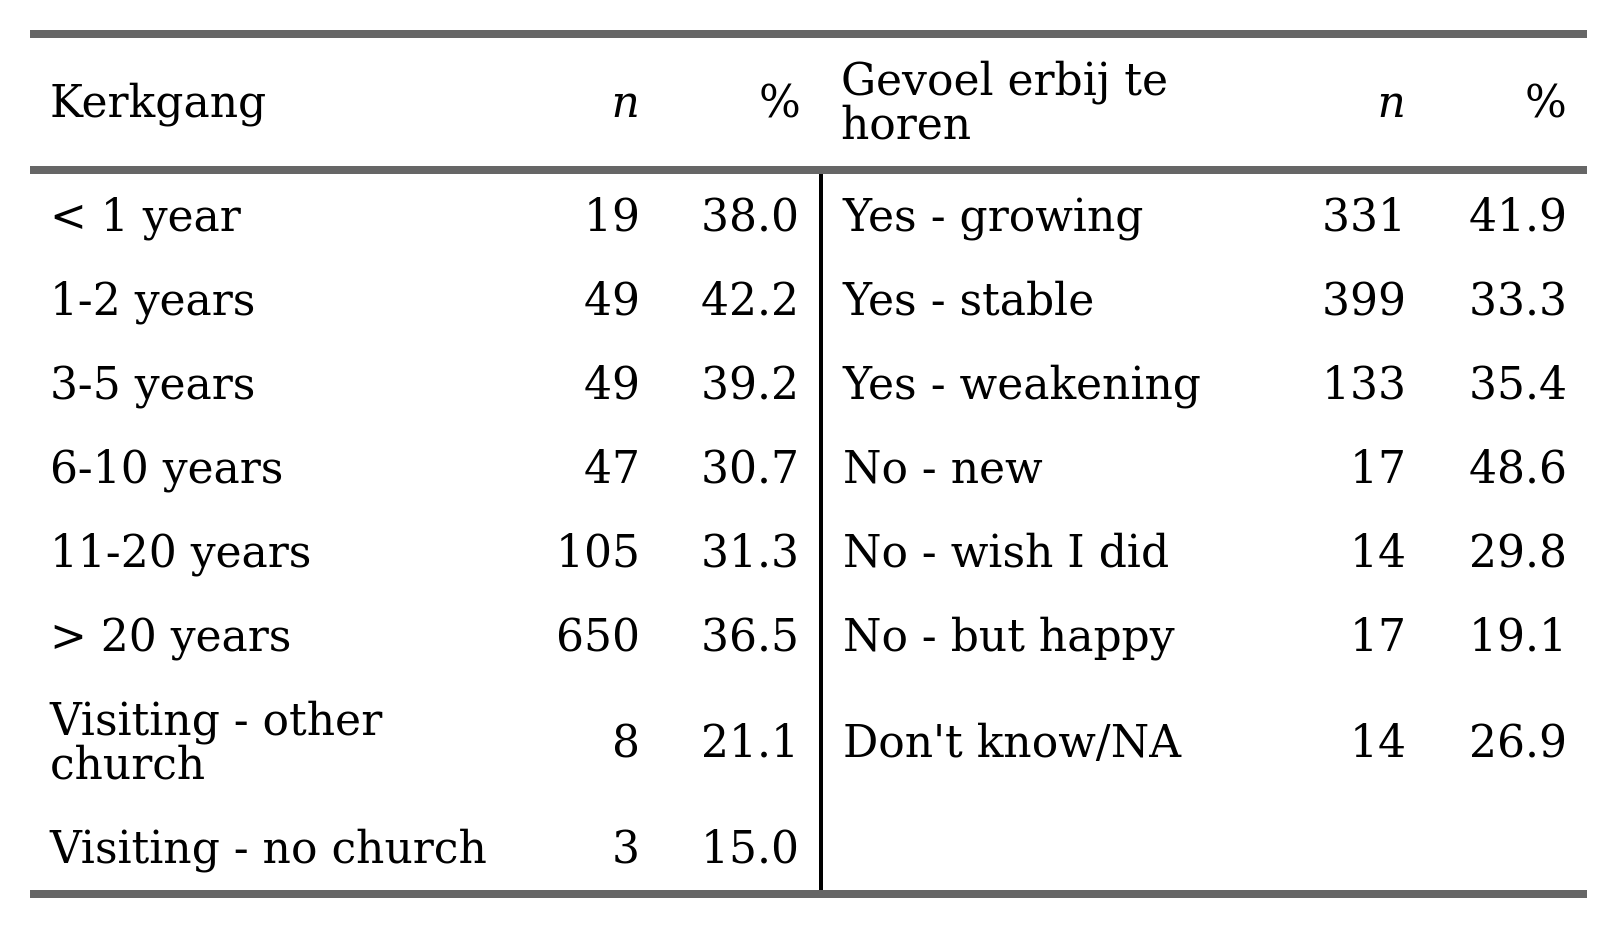 Kerkgang n % Gevoel erbij te horen n %
< 1 year 19 38.0 Yes - growing 331 41.9
1-2 years 49 42.2 Yes - stable 399 33.3
3-5 years 49 39.2 Yes - weakening 133 35.4
6-10 years 47 30.7 No - new 17 48.6
11-20 years 105 31.3 No - wish I did 14 29.8
> 20 years 650 36.5 No - but happy 17 19.1
Visiting - other church 8 21.1 Don't know/NA 14 26.9
Visiting - no church 3 15.0